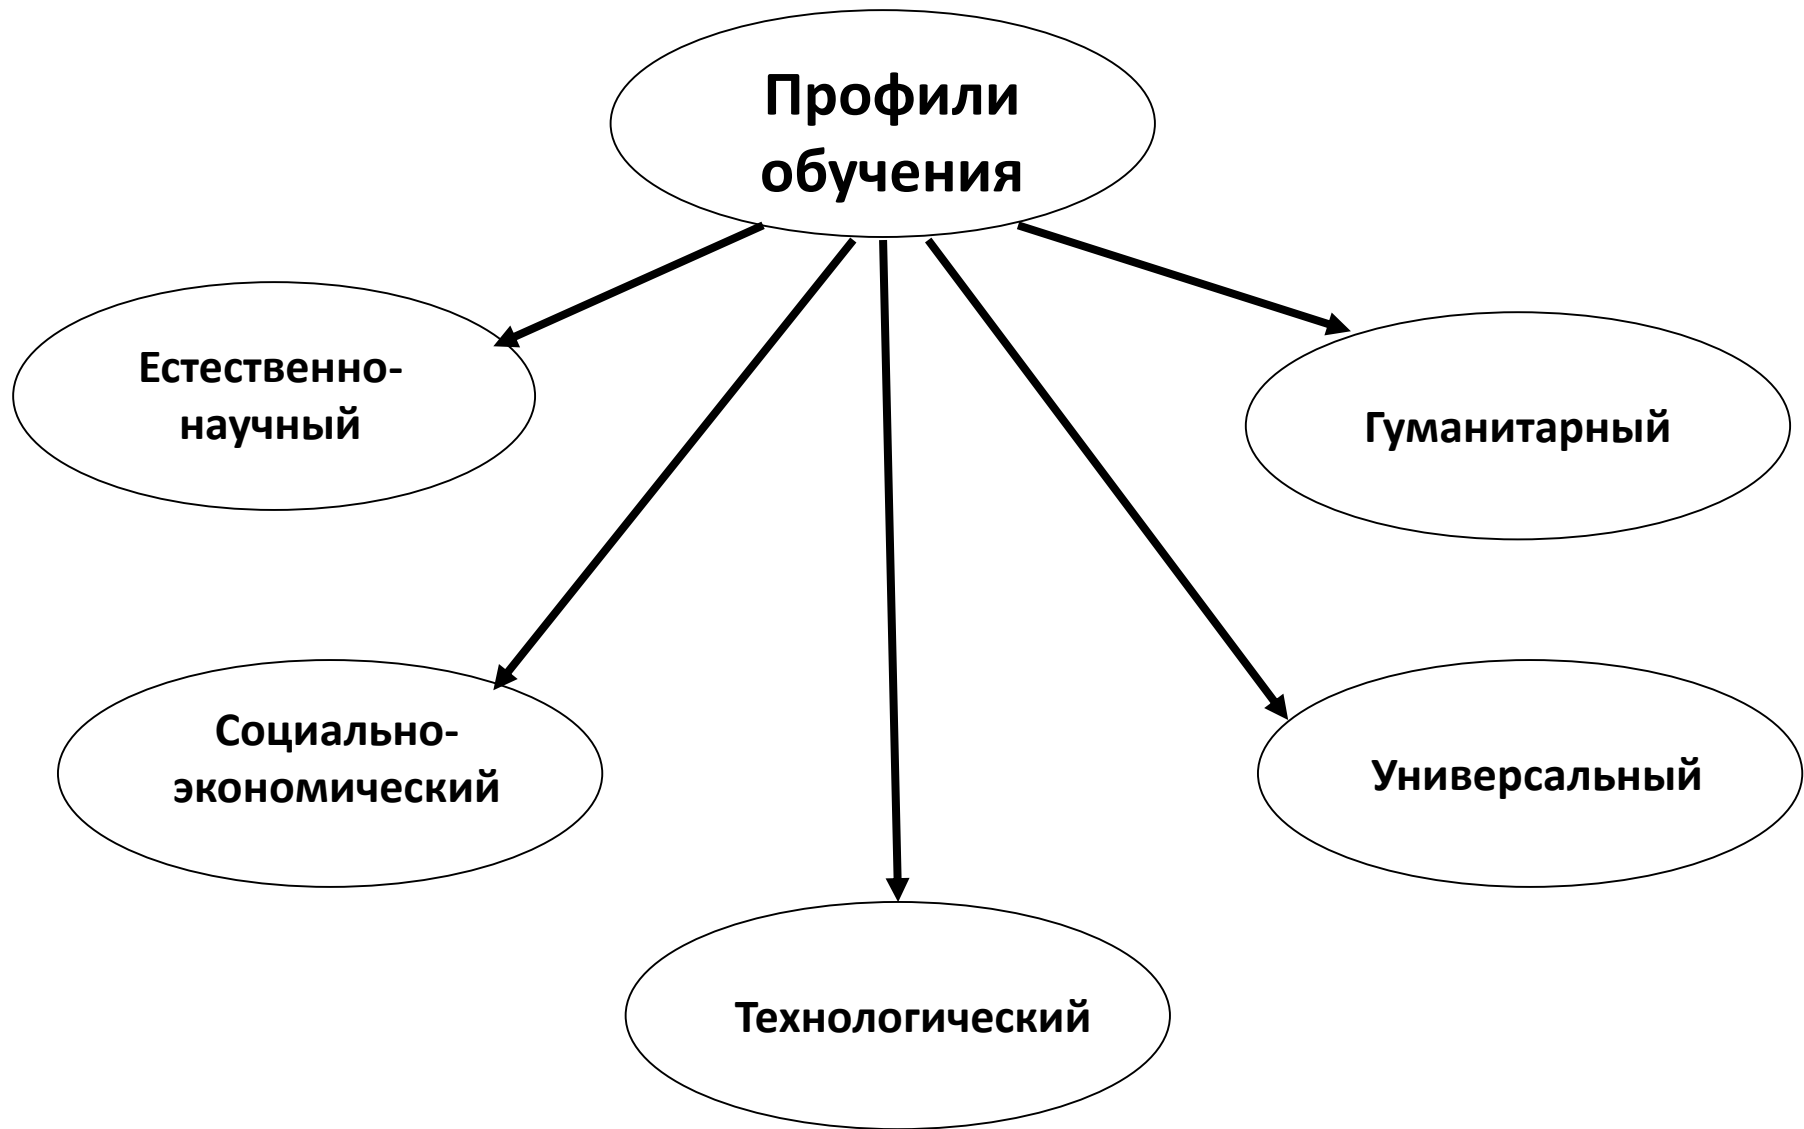 Профили
обучения
Естественно-
научный
Гуманитарный
Социально-
экономический
Универсальный
Технологический